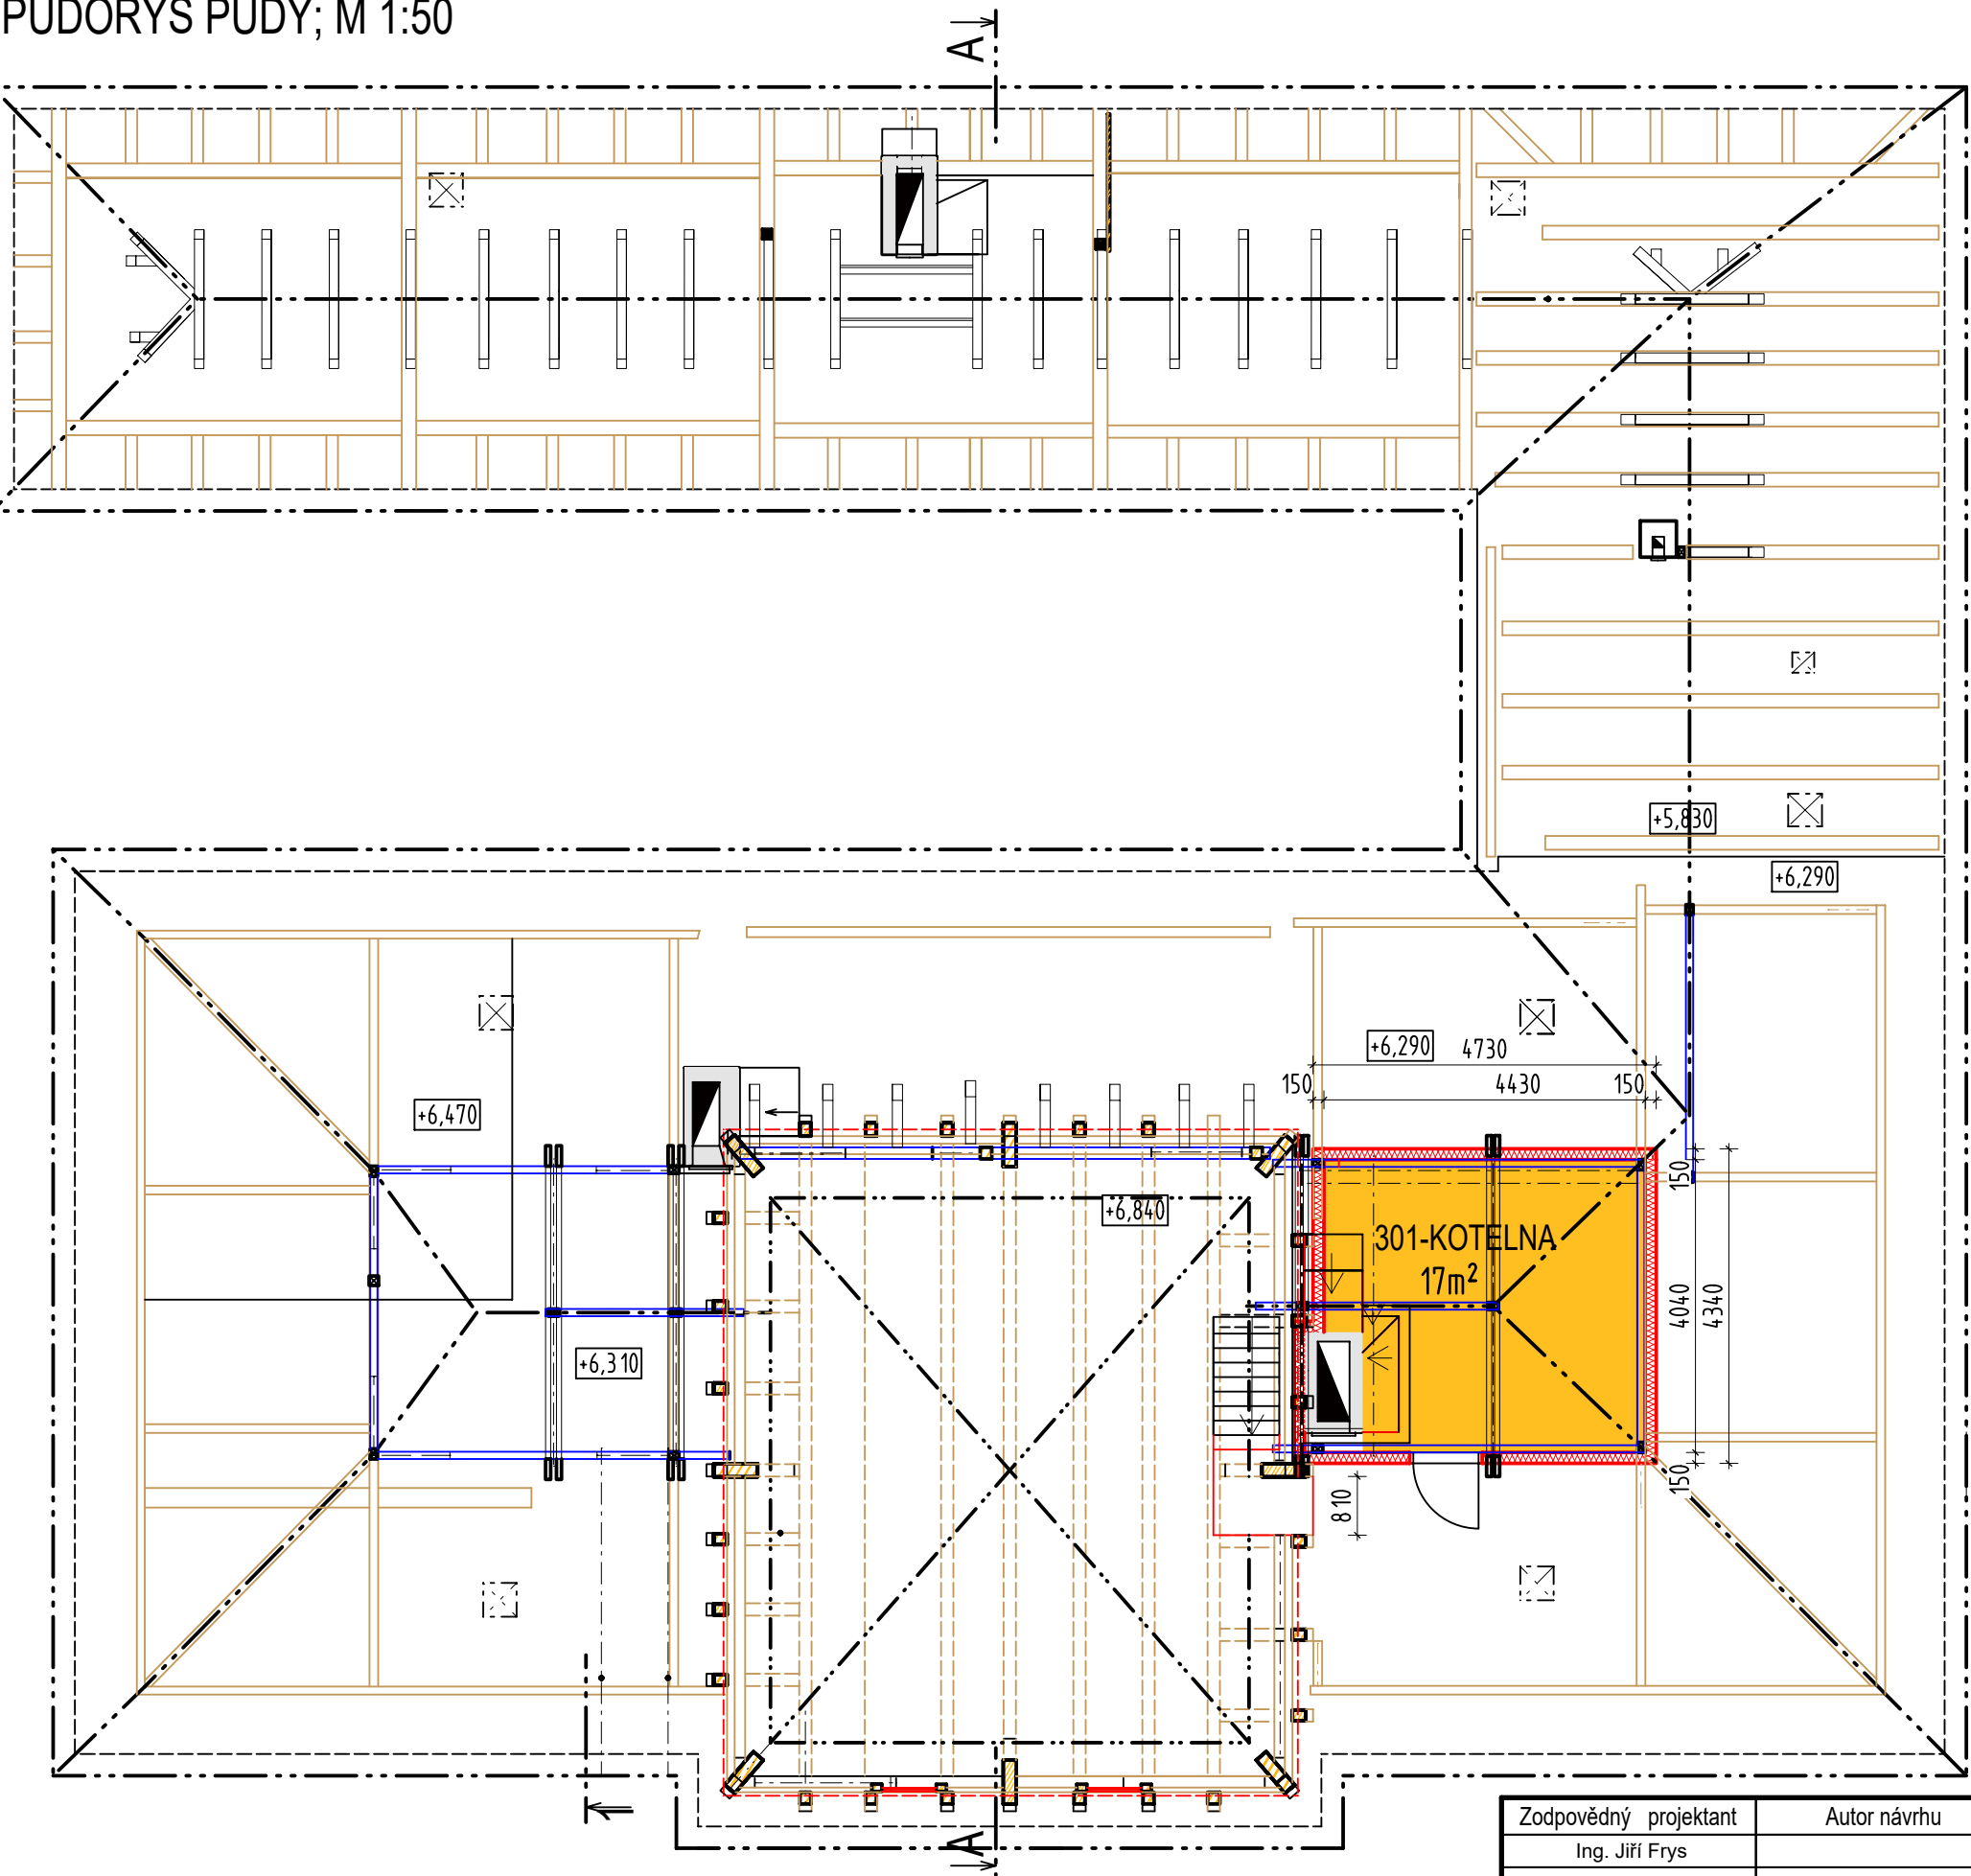 PŮDORYS PŮDY; M 1:50
A
+5,830
+6,290
+6,290
4730
150
4430
150
+6,470
+6,840
150
301-KOTELNA
17m²
4040
4340
+6,310
150
810
1
A
Zodpovědný projektant
Autor návrhu
Ing. Jiří Frys